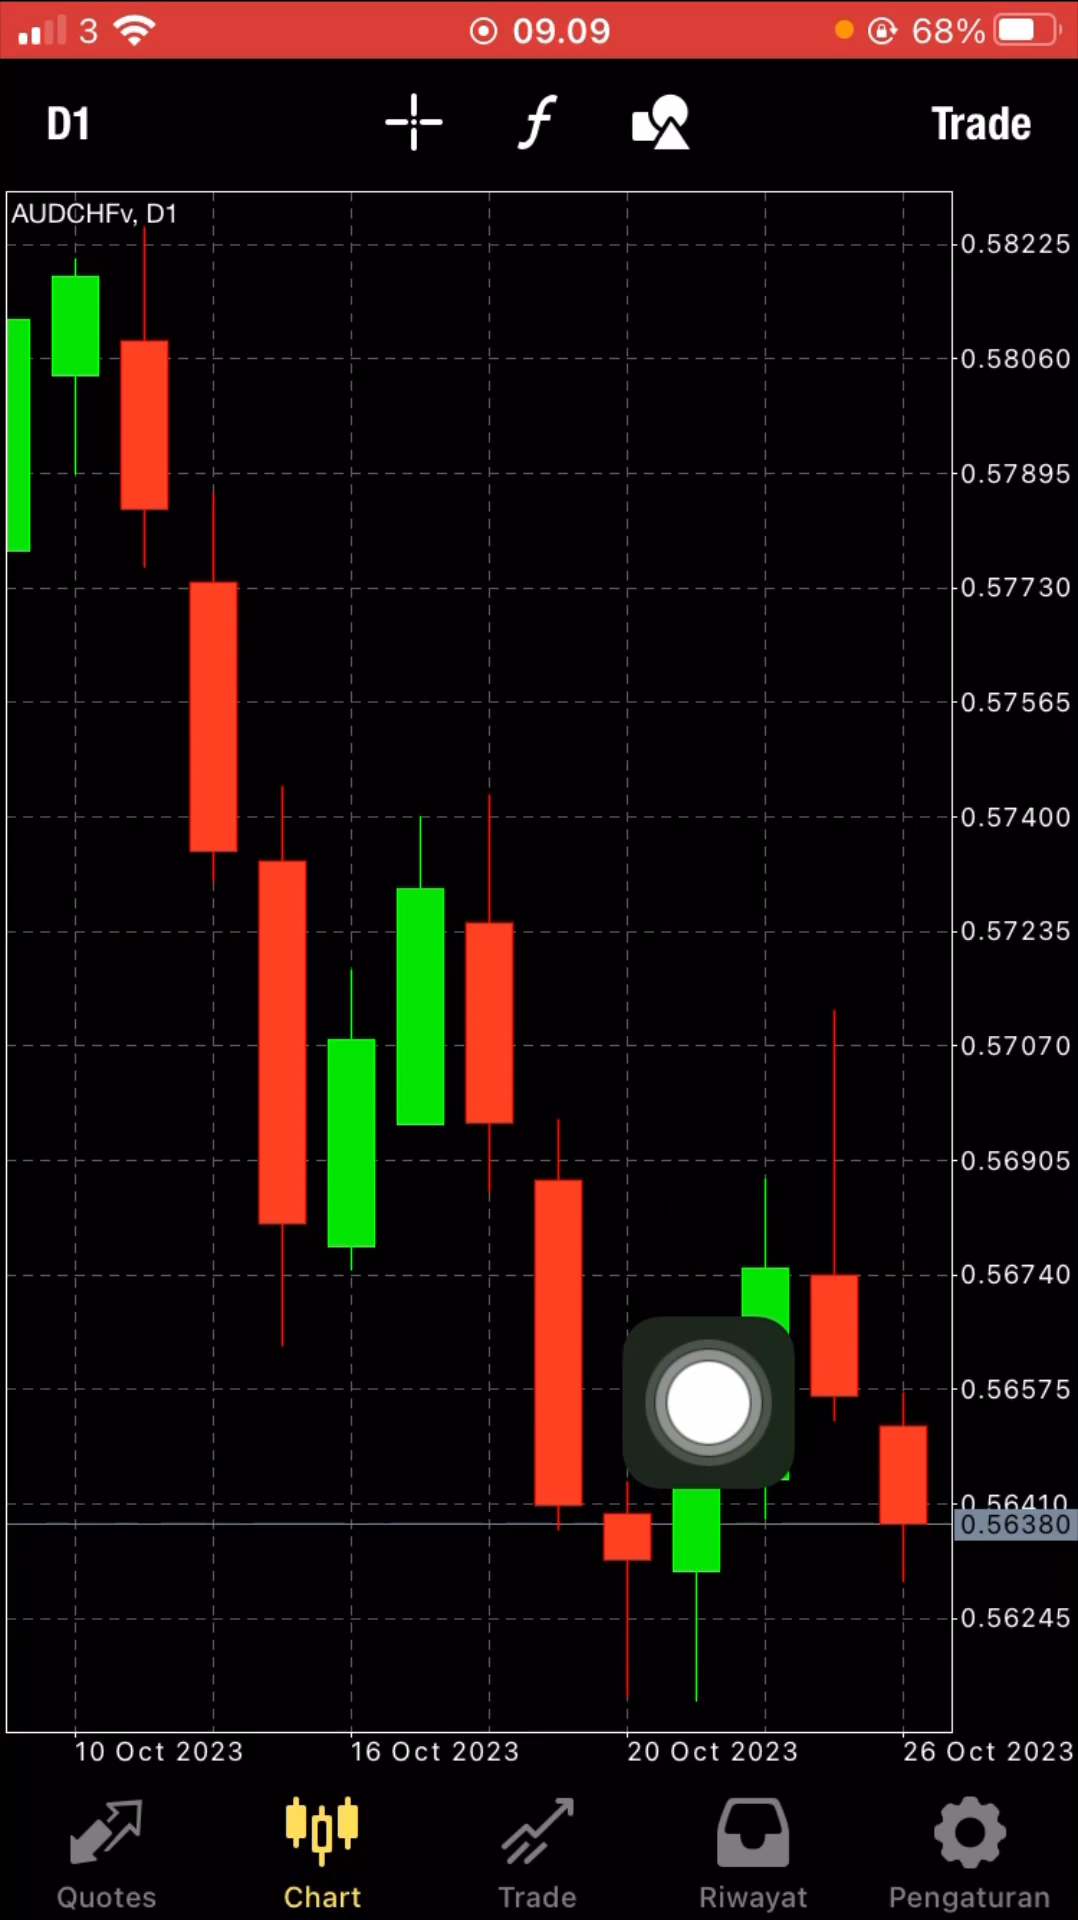 3 09.09 68%
D1 f Trade
AUDCHFv, D1
0.58225
0.58060
0.57895
0.57730
0.57565
0.57400
0.57235
0.57070
0.56905
0.56740
0.56575
0.56410
0.56380
0.56245
10 Oct 2023 16 Oct 2023 20 Oct 2023 26 Oct 2023
Quotes Chart Trade Riwayat Pengaturan